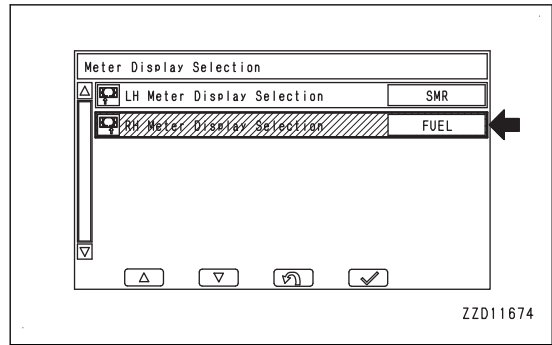 Meter Display Selection
LH Meter Display Selection SMR
RH Meter Display Selection FUEL
ZZD11674